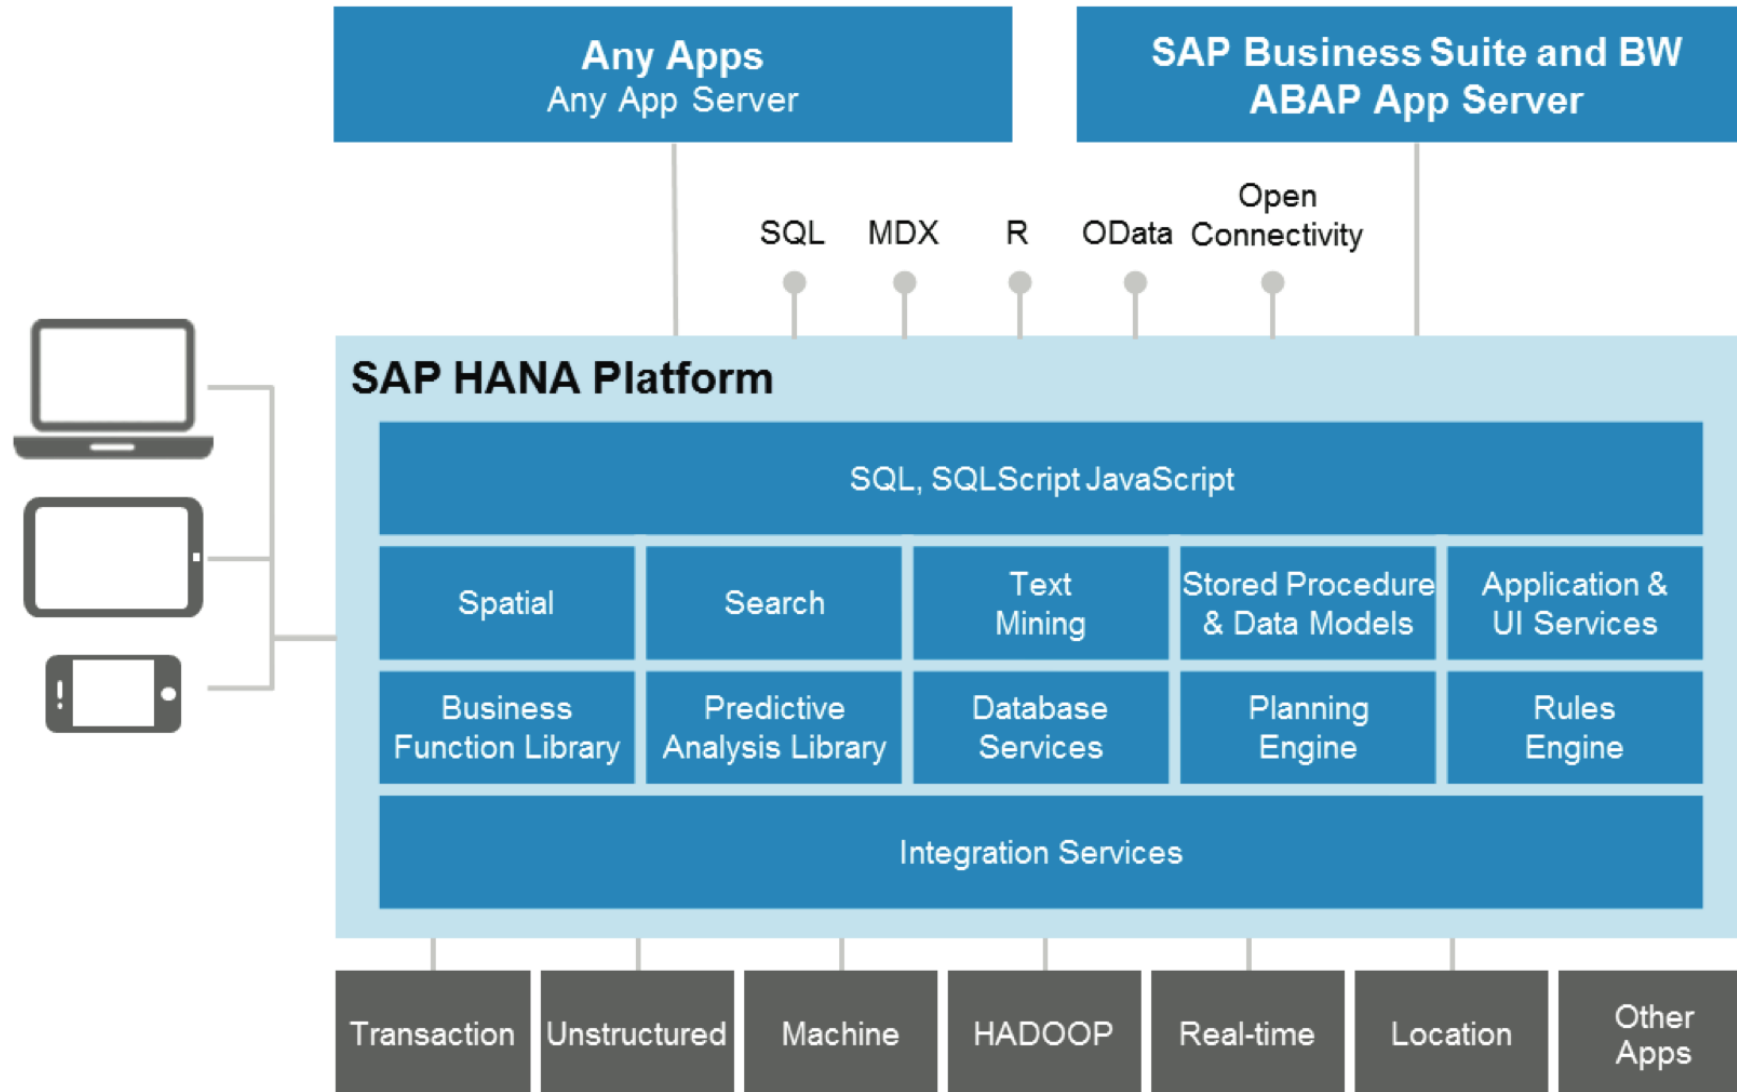 Any Apps
Any App Server
SAP Business Suite and BW
ABAP App Server
SQL
MDX
R
OData
Open
Connectivity
SAP HANA Platform
SQL, SQLScript JavaScript
Spatial
Search
Text
Mining
Stored Procedure
& Data Models
Application &
UI Services
Business
Function Library
Predictive
Analysis Library
Database
Services
Planning
Engine
Rules
Engine
Integration Services
Transaction
Unstructured
Machine
HADOOP
Real-time
Location
Other
Apps